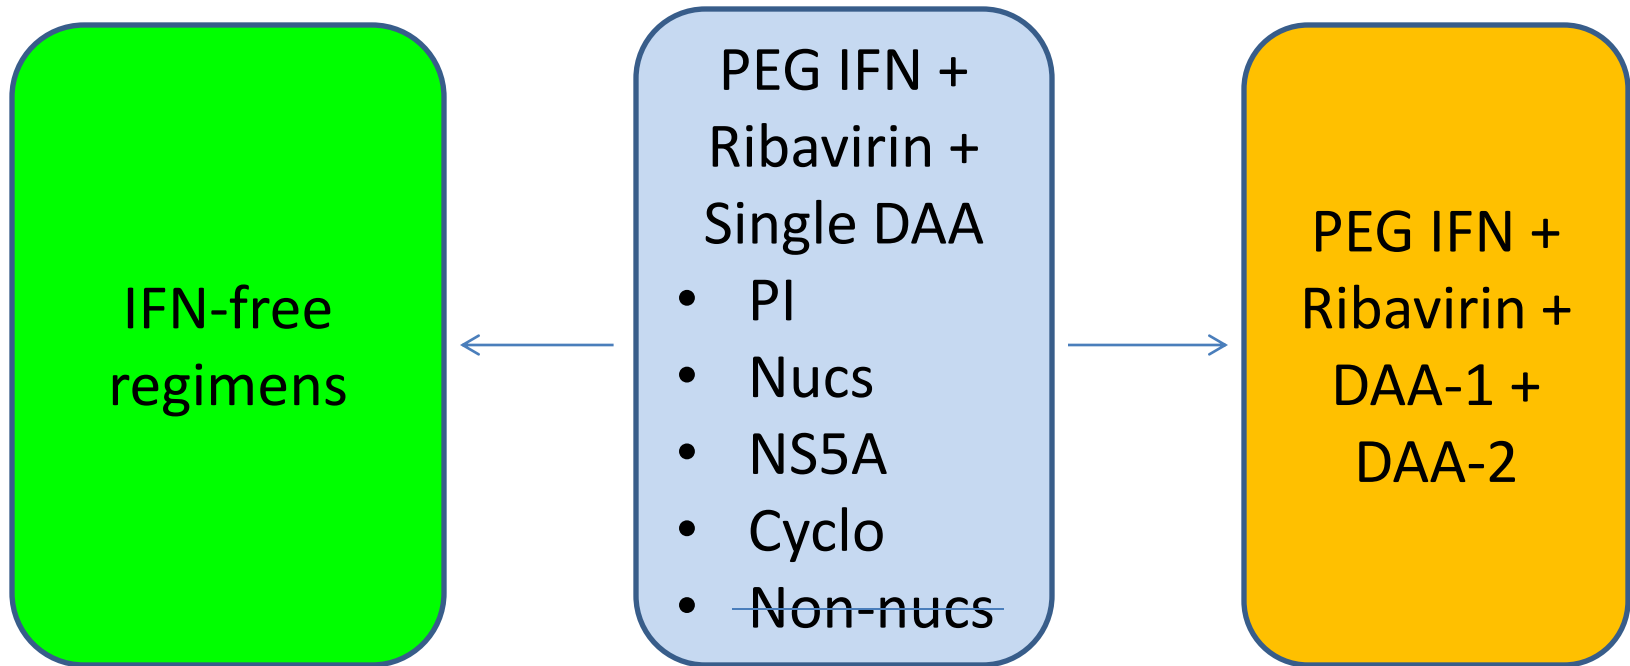 IFN-free
regimens
PEG IFN +
Ribavirin +
Single DAA
• PI
• Nucs
• NS5A
• Cyclo
• Non-nucs
PEG IFN +
Ribavirin +
DAA-1 +
DAA-2